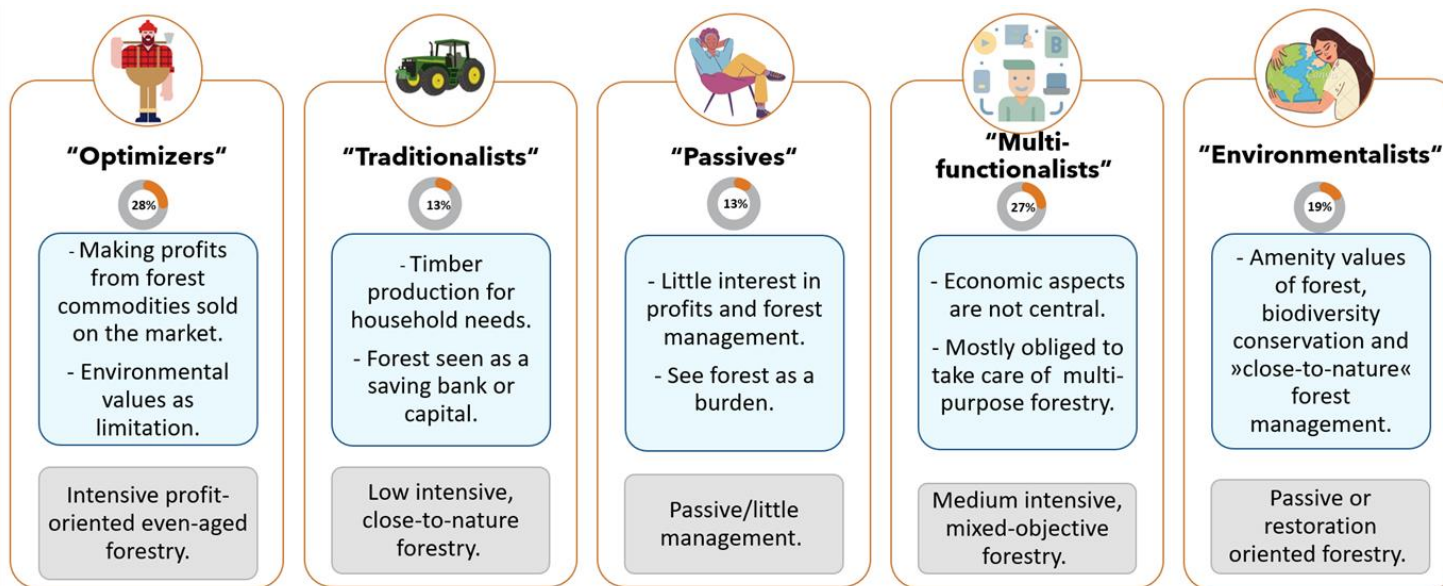 “Optimizers“
28%
- Making profits
from forest
commodities sold
on the market.
- Environmental
values as
limitation.
Intensive profit-
oriented even-aged
forestry.
“Traditionalists“
13%
- Timber
production for
household needs.
- Forest seen as a
saving bank or
capital.
Low intensive,
close-to-nature
forestry.
“Passives“
13%
- Little interest in
profits and forest
management.
- See forest as a
burden.
Passive/little
management.
B
“Multi-
functionalists”
27%
- Economic aspects
are not central.
- Mostly obliged to
take care of multi-
purpose forestry.
Medium intensive,
mixed-objective
forestry.
“Environmentalists“
19%
- Amenity values
of forest,
biodiversity
conservation and
»close-to-nature«
forest
management.
Passive or
restoration
oriented forestry.